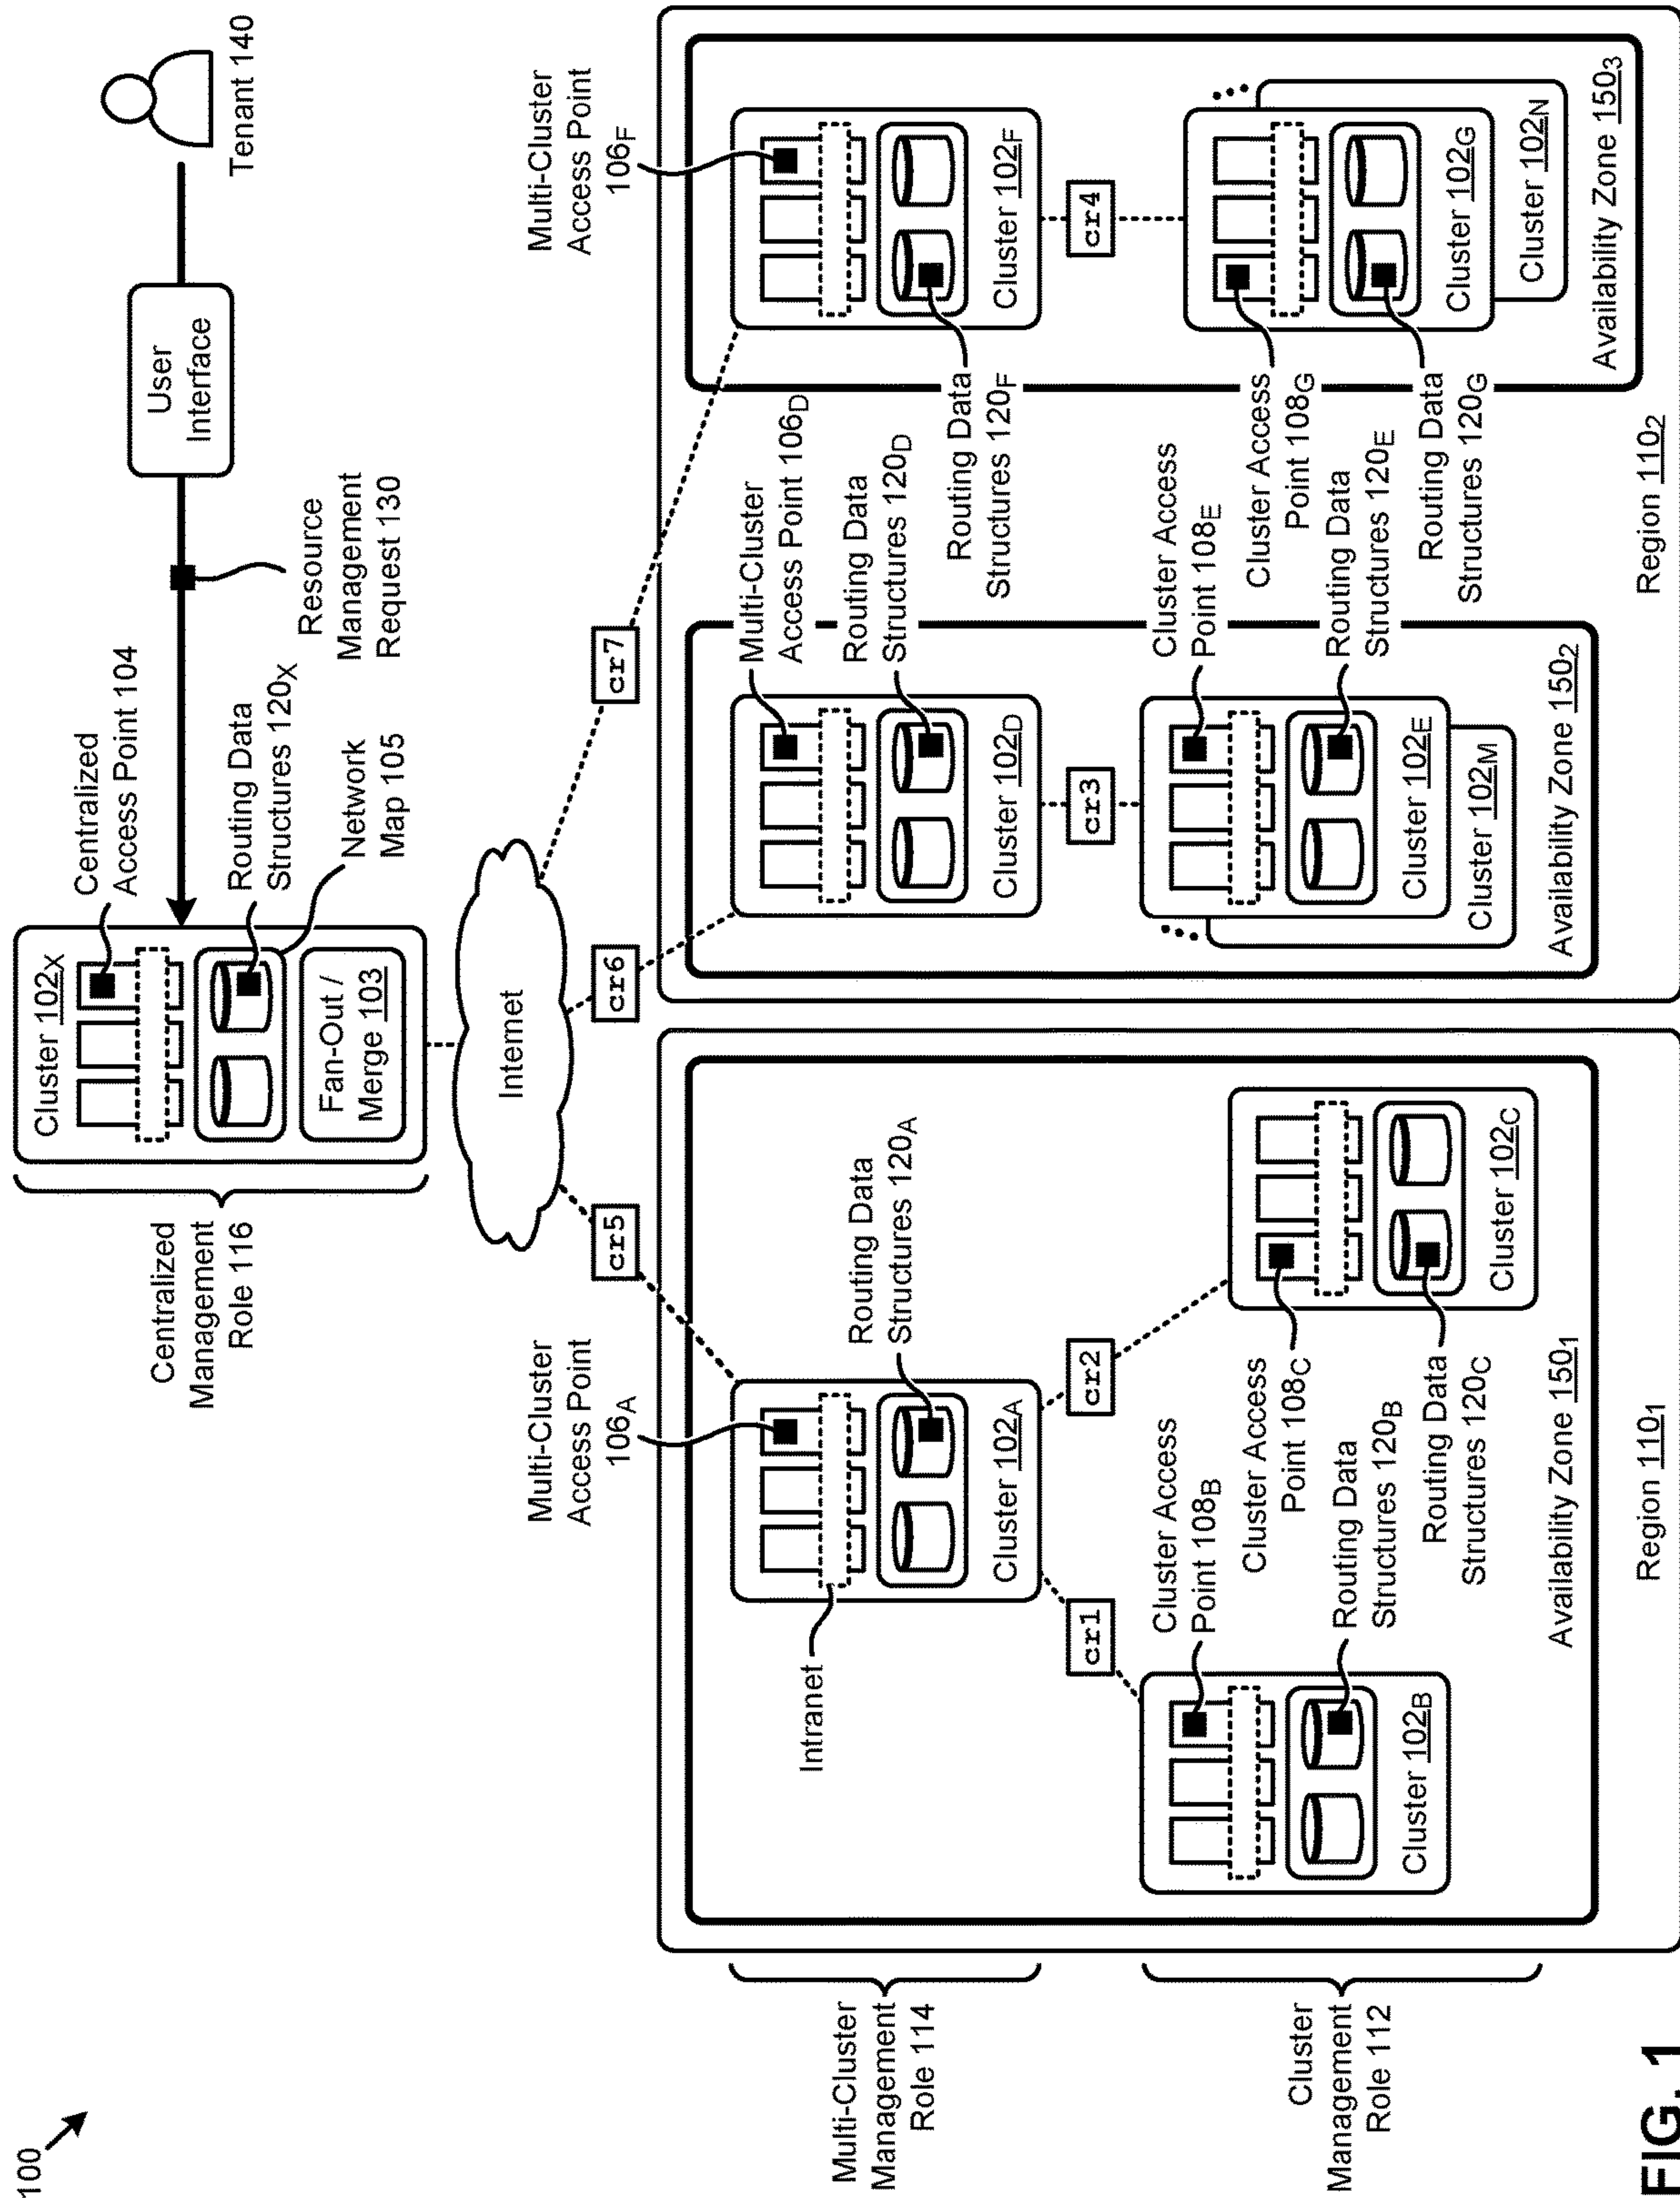 100
Centralized
Management
Role 116
Cluster 102X
Fan-Out /
Merge 103
Centralized
Access Point 104
Routing Data
Structures 120X
Network
Map 105
Resource
Management
Request 130
User
Interface
Tenant 140
Internet
cr5
cr6
cr7
Multi-Cluster
Access Point
106A
Multi-Cluster
Access Point
106F
Multi-Cluster
Management
Role 114
Intranet
Cluster 102A
Routing Data
Structures 120A
Cluster 102D
Multi-Cluster
Access Point 106D
Routing Data
Structures 120D
Cluster 102F
Routing Data
Structures 120F
cr1
cr2
cr3
cr4
Cluster
Management
Role 112
Cluster 102B
Cluster Access
Point 108B
Cluster Access
Point 108C
Routing Data
Structures 120B
Routing Data
Structures 120C
Cluster 102C
Cluster 102E
Cluster 102M
Cluster Access
Point 108E
Cluster Access
Point 108G
Routing Data
Structures 120E
Routing Data
Structures 120G
Cluster 102G
Cluster 102N
Availability Zone 1501
Availability Zone 1502
Availability Zone 1503
Region 1101
Region 1102
FIG. 1